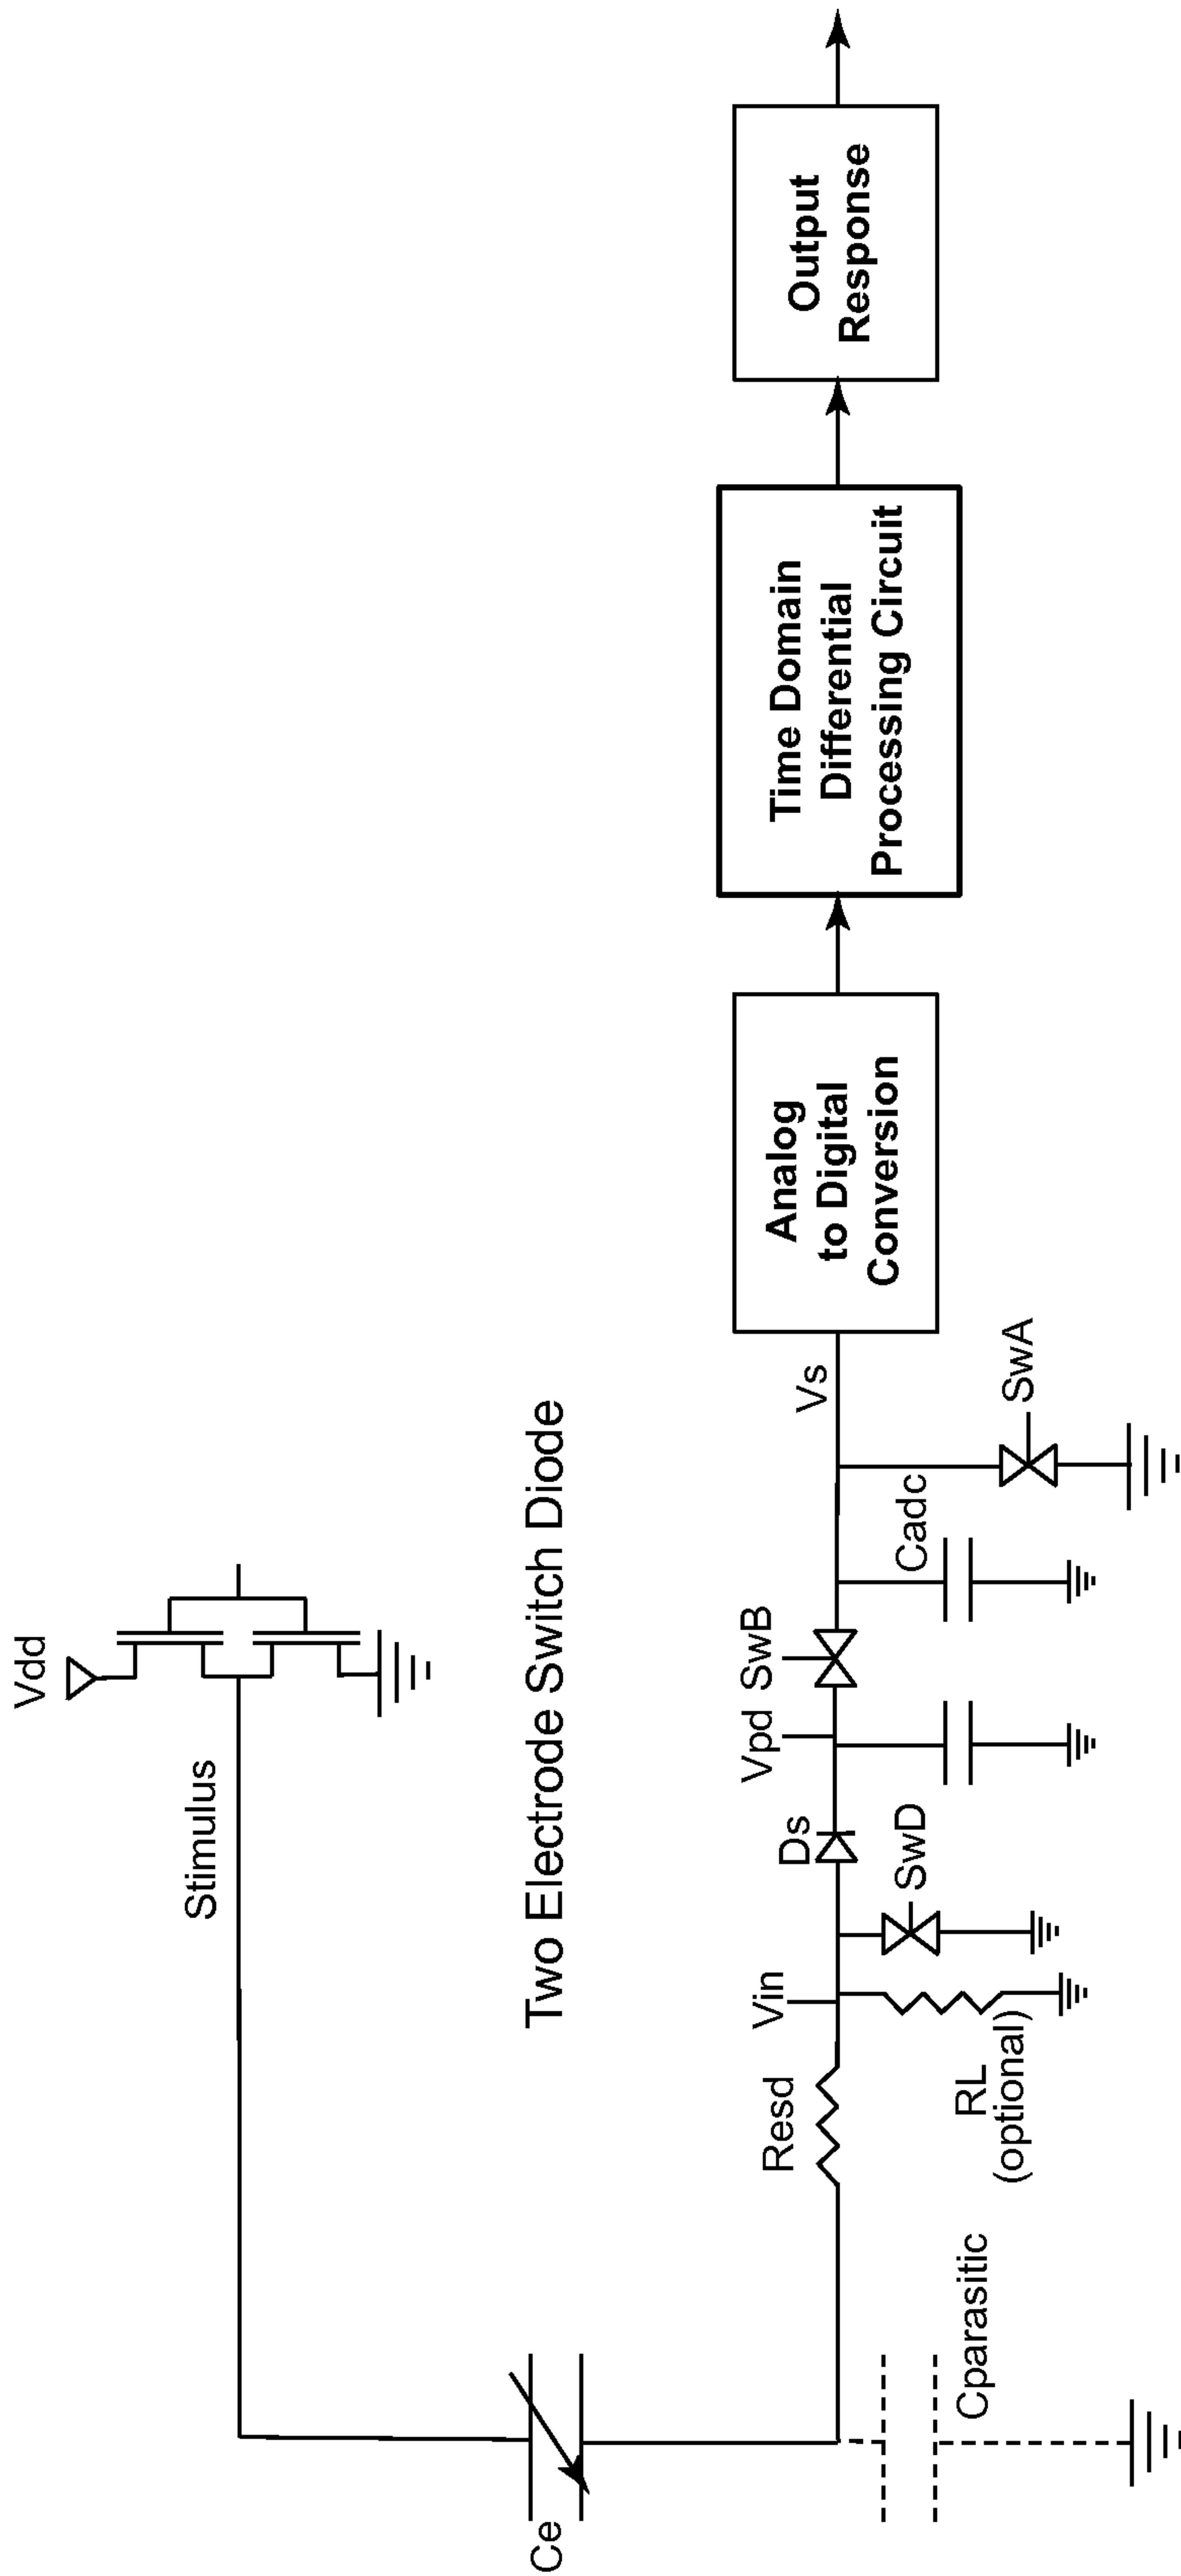 Vdd
Stimulus
Ce
Two Electrode Switch Diode
Cparasitic
Resd
Vin
RL
(optional)
SwD
Ds
Vpd
SwB
Cadc
Vs
SwA
Analog
to Digital
Conversion
Time Domain
Differential
Processing Circuit
Output
Response